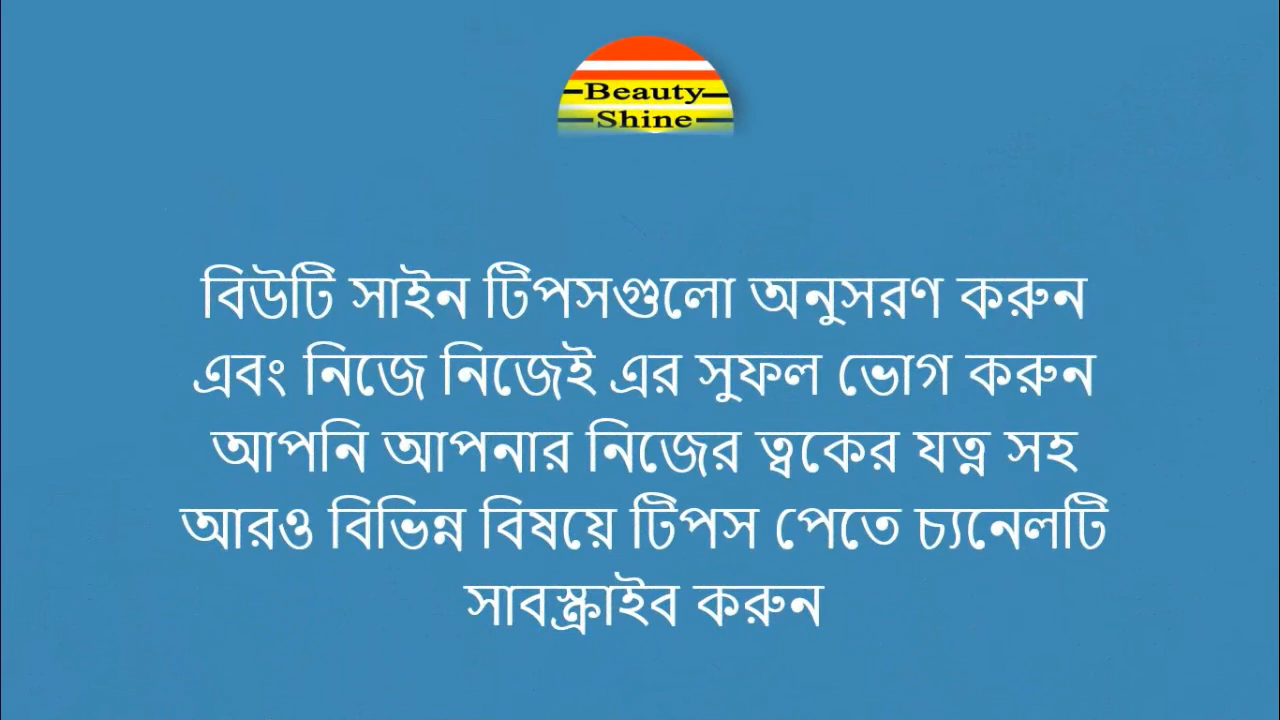 Beauty
Shine
বিউটি সাইন টিপসগুলো অনুসরণ করুন
এবং নিজে নিজেই এর সুফল ভোগ করুন
আপনি আপনার নিজের ত্বকের যত্ন সহ
আরও বিভিন্ন বিষয়ে টিপস পেতে চ্যনেলটি
সাবস্ক্রাইব করুন